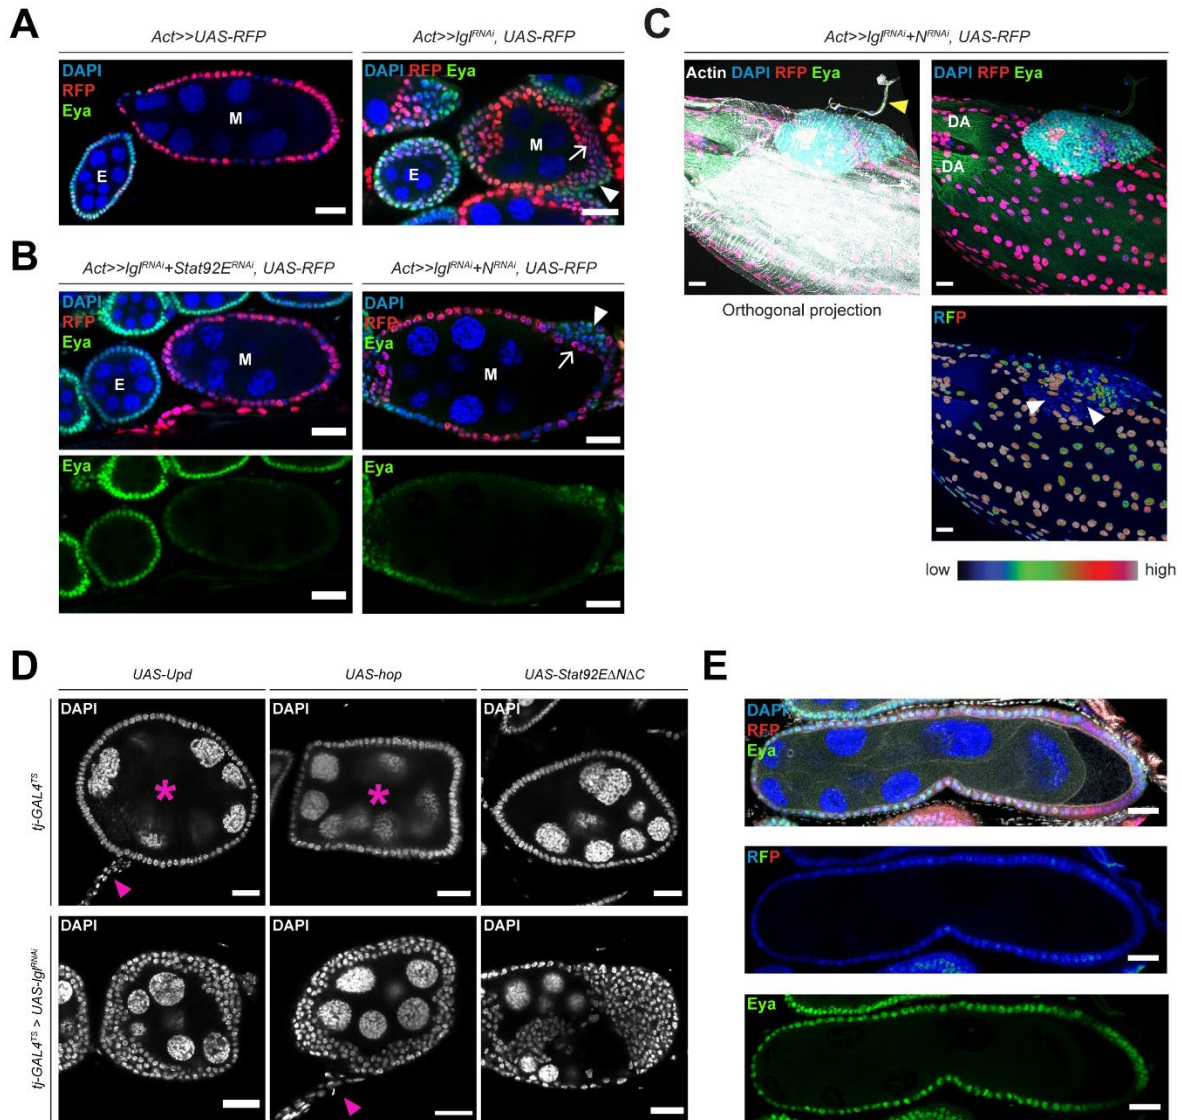 A
Act>>UAS-RFP
Act>>lgl^RNAi, UAS-RFP
DAPI
RFP
Eya
M
E
DAPI RFP Eya
M
E
B
Act>>lgl^RNAi+Stat92E^RNAi, UAS-RFP
Act>>lgl^RNAi+N^RNAi, UAS-RFP
DAPI
RFP
Eya
M
E
DAPI
RFP
Eya
M
Eya
Eya
C
Act>>lgl^RNAi+N^RNAi, UAS-RFP
Actin DAPI RFP Eya
DAPI RFP Eya
DA
DA
Orthogonal projection
RFP
low
high
D
UAS-Upd
UAS-hop
UAS-Stat92EΔNΔC
tj-GAL4^TS
DAPI
*
DAPI
*
DAPI
tj-GAL4^TS > UAS-lgl^RNAi
DAPI
DAPI
DAPI
E
DAPI
RFP
Eya
RFP
Eya